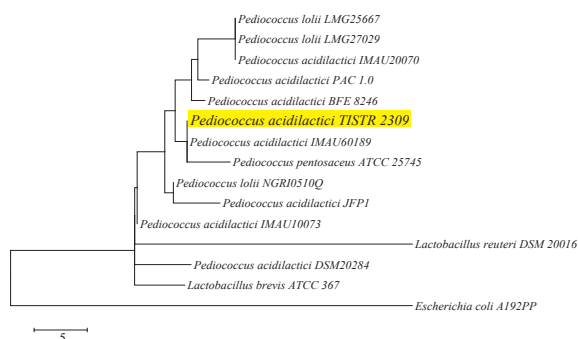 Pediococcus lolii LMG25667
Pediococcus lolii LMG27029
Pediococcus acidilactici IMAU20070
Pediococcus acidilactici PAC 1.0
Pediococcus acidilactici BFE 8246
Pediococcus acidilactici TISTR 2309
Pediococcus acidilactici IMAU60189
Pediococcus pentosaceus ATCC 25745
Pediococcus lolii NGRI0510Q
Pediococcus acidilactici JFP1
Pediococcus acidilactici IMAU10073
Lactobacillus reuteri DSM 20016
Pediococcus acidilactici DSM20284
Lactobacillus brevis ATCC 367
Escherichia coli A192PP
5